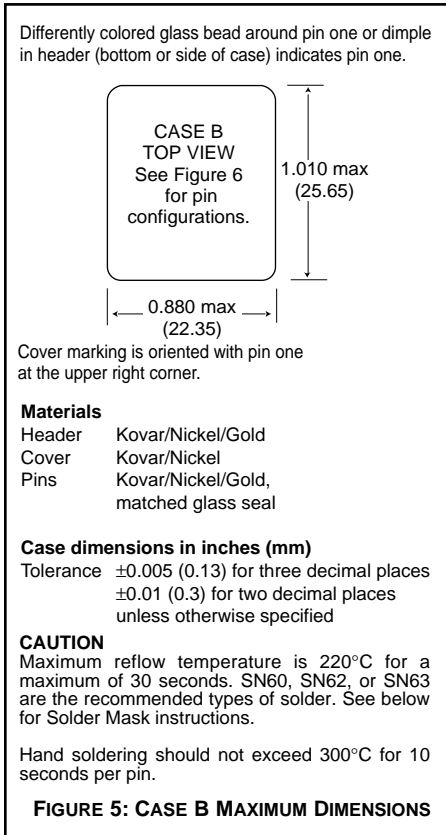 Differently colored glass bead around pin one or dimple
in header (bottom or side of case) indicates pin one.
CASE B
TOP VIEW
See Figure 6
for pin
configurations.
1.010 max
(25.65)
0.880 max
(22.35)
Cover marking is oriented with pin one
at the upper right corner.
Materials
Header Kovar/Nickel/Gold
Cover Kovar/Nickel
Pins Kovar/Nickel/Gold,
matched glass seal
Case dimensions in inches (mm)
Tolerance ±0.005 (0.13) for three decimal places
±0.01 (0.3) for two decimal places
unless otherwise specified
CAUTION
Maximum reflow temperature is 220°C for a
maximum of 30 seconds. SN60, SN62, or SN63
are the recommended types of solder. See below
for Solder Mask instructions.
Hand soldering should not exceed 300°C for 10
seconds per pin.
FIGURE 5: CASE B MAXIMUM DIMENSIONS